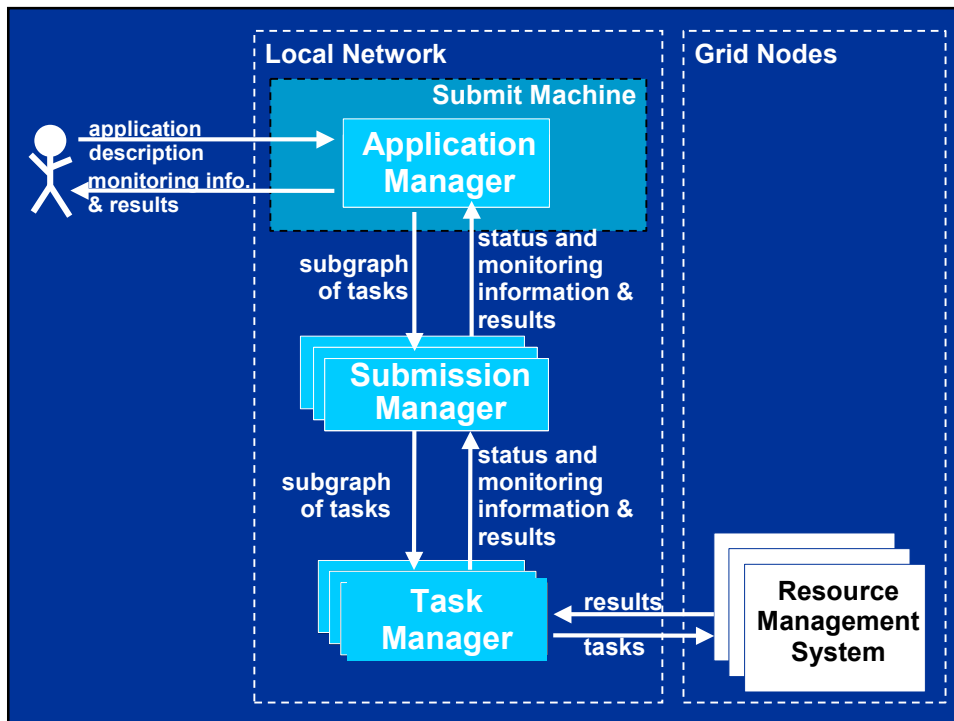 Local Network
Grid Nodes
Submit Machine
application
description
monitoring info.
& results
Application
Manager
subgraph
of tasks
status and
monitoring
information &
results
Submission
Manager
subgraph
of tasks
status and
monitoring
information &
results
Task
Manager
results
tasks
Resource
Management
System